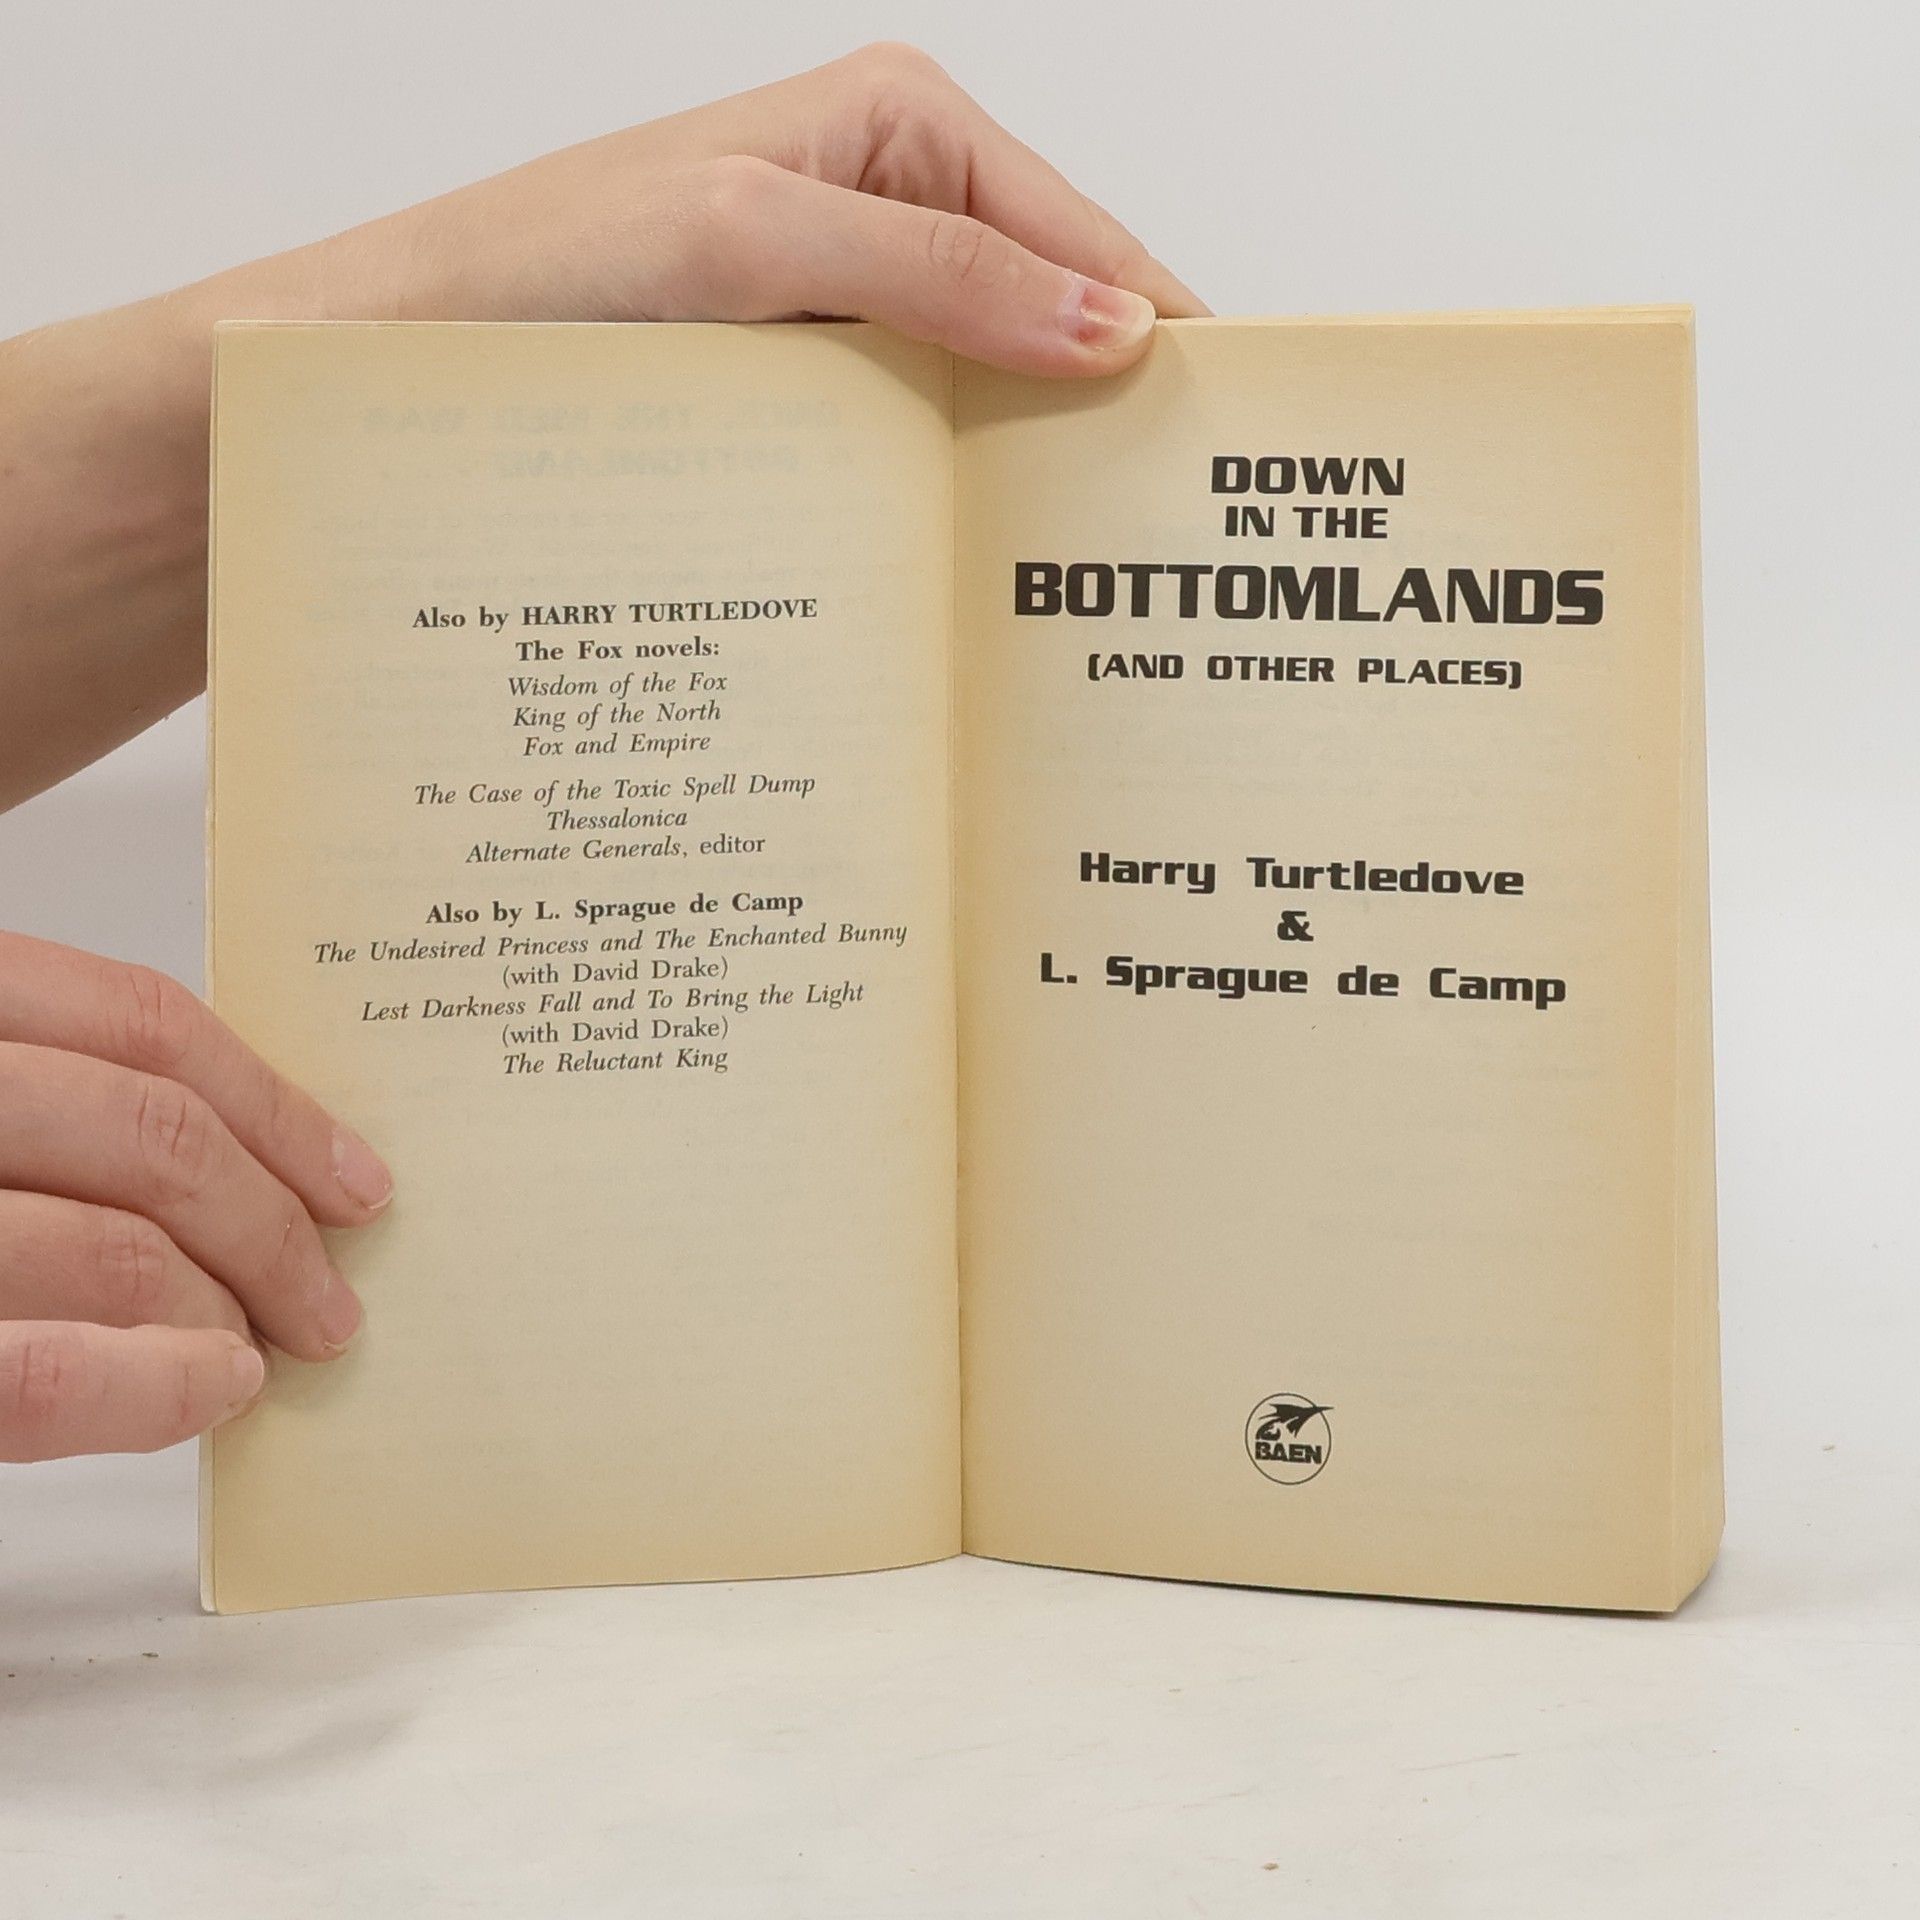 Also by HARRY TURTLEDOVE
The Fox novels:
Wisdom of the Fox
King of the North
Fox and Empire
The Case of the Toxic Spell Dump
Thessalonica
Alternate Generals, editor
Also by L. Sprague de Camp
The Undesired Princess and The Enchanted Bunny
(with David Drake)
Lest Darkness Fall and To Bring the Light
(with David Drake)
The Reluctant King
DOWN
IN THE
BOTTOMLANDS
(AND OTHER PLACES)
Harry Turtledove
&
L. Sprague de Camp
BAEN